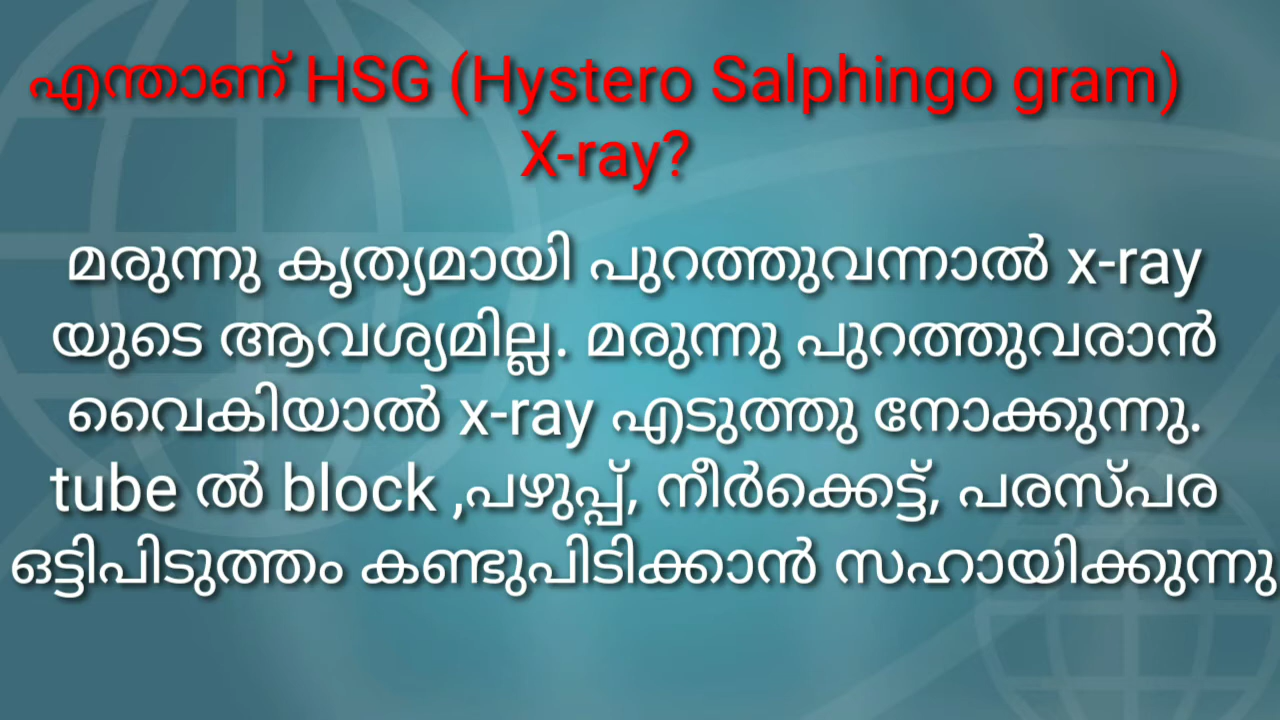 എന്താണ് HSG (Hystero Salphingo gram)
X-ray?
മരുന്നു കൃത്യമായി പുറത്തുവന്നാൽ x-ray
യുടെ ആവശ്യമില്ല. മരുന്നു പുറത്തുവരാൻ
വൈകിയാൽ x-ray എടുത്തു നോക്കുന്നു.
tube ൽ block ,പഴുപ്പ്, നീർക്കെട്ട്, പരസ്പര
ഒട്ടിപിടുത്തം കണ്ടുപിടിക്കാൻ സഹായിക്കുന്നു